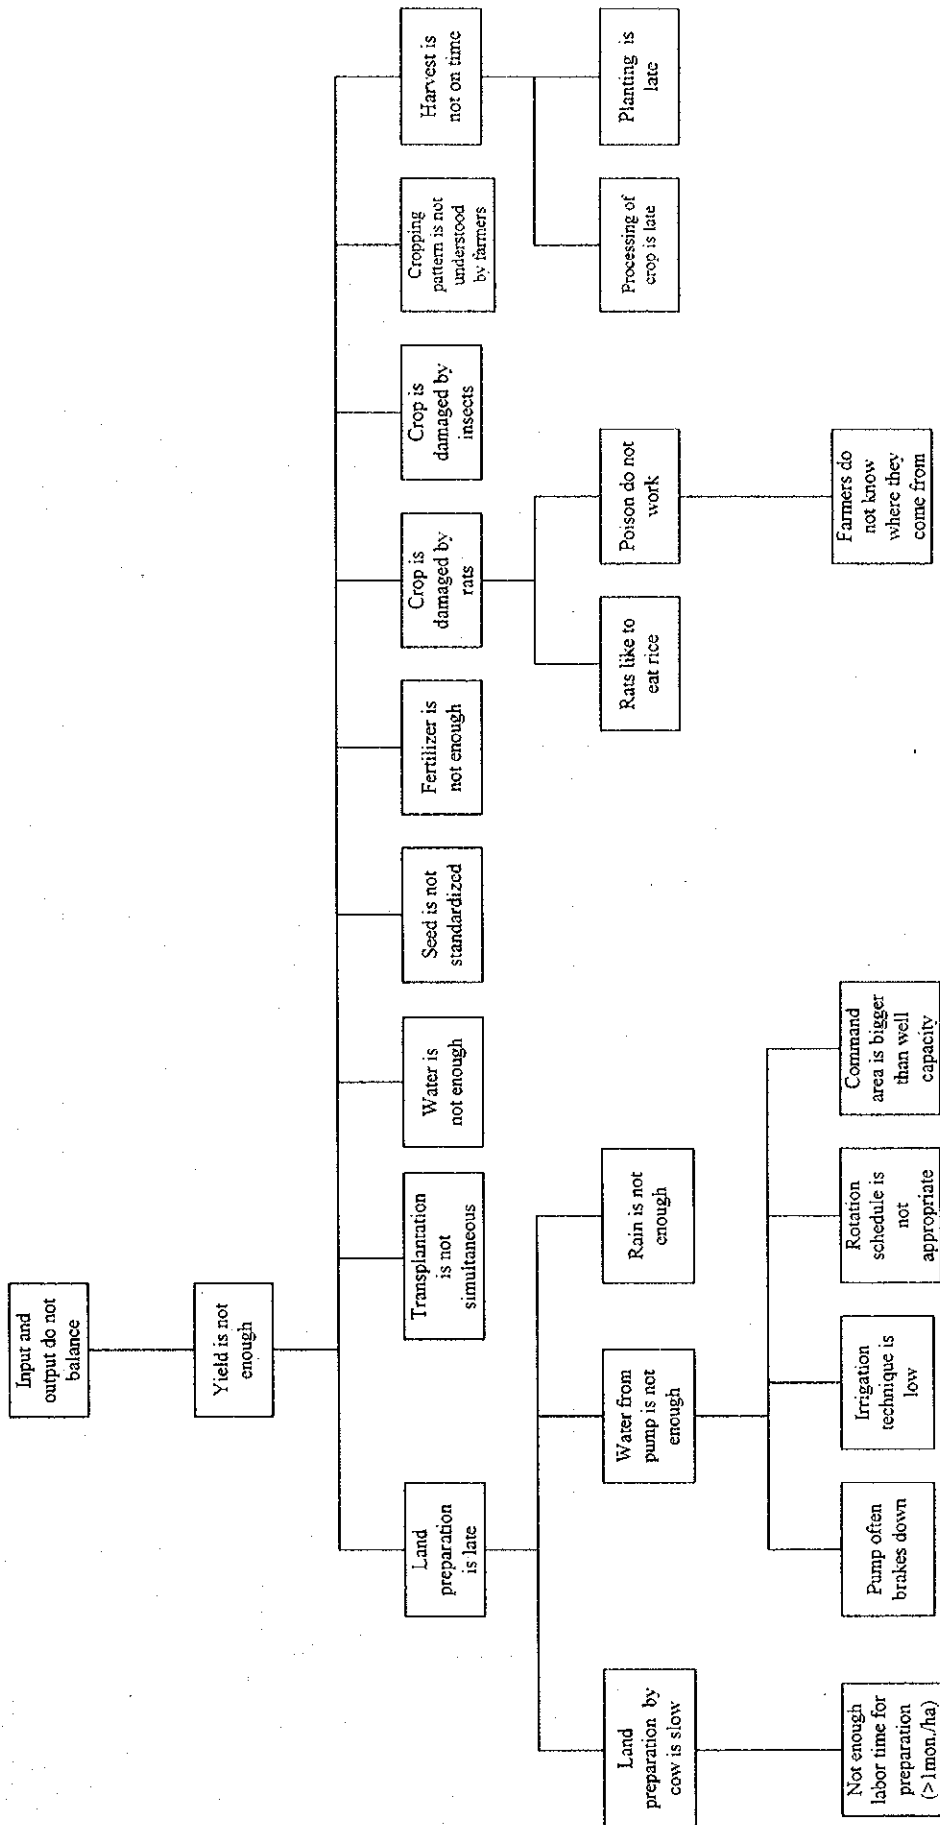 Input and
output do not
balance
Yield is not
enough
Land
preparation
is late
Transplantation
is not
simultaneous
Water is
not enough
Seed is not
standardized
Fertilizer is
not enough
Crop is
damaged by
rats
Crop is
damaged by
insects
Cropping
pattern is not
understood
by farmers
Harvest is
not on time
Land
preparation by
cow is slow
Water from
pump is not
enough
Rain is not
enough
Rats like to
eat rice
Poison do not
work
Processing of
crop is late
Planting is
late
Not enough
labor time for
preparation
(>1mon./ha)
Pump often
brakes down
Irrigation
technique is
low
Rotation
schedule is
not
appropriate
Command
area is bigger
than well
capacity
Farmers do
not know
where they
come from